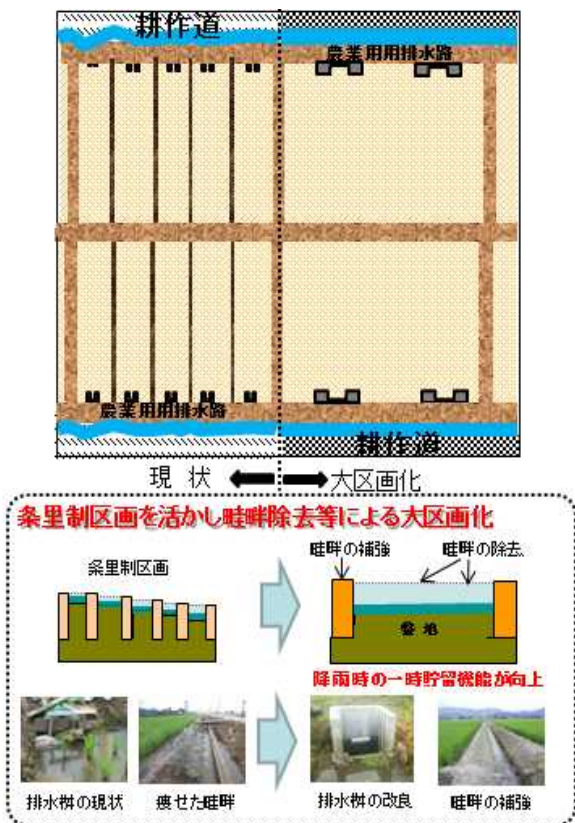 耕作道
農業用用排水路
農業用用排水路
耕作道
現 状
大区画化
条里制区画を活かし畦畔除去等による大区画化
条里制区画
畦畔の補強
畦畔の除去
整 地
降雨時の一時貯留機能が向上
排水桝の現状
痩せた畦畔
排水桝の改良
畦畔の補強